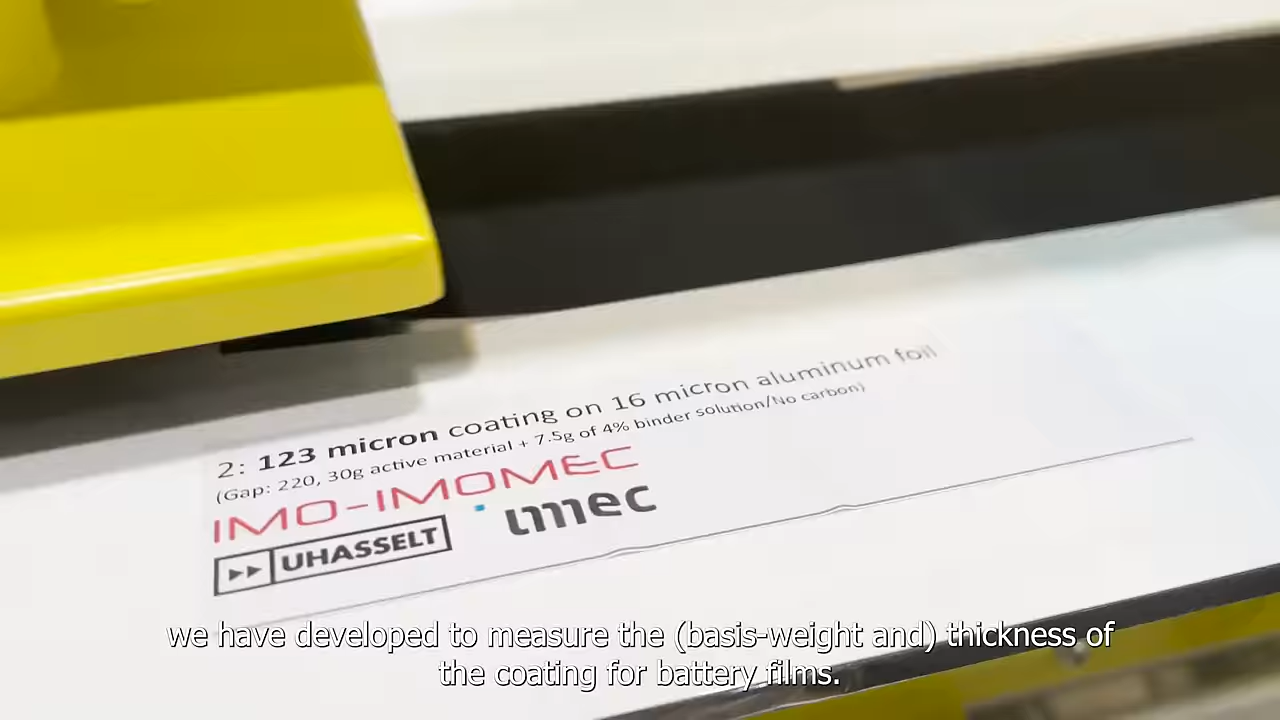 2: 123 micron coating on 16 micron aluminum foil
(Gap: 220, 30g active material + 7.5g of 4% binder solution/No carbon)
IMO-IMOMEC
UHASSELT
imec
we have developed to measure the (basis-weight and) thickness of
the coating for battery films.